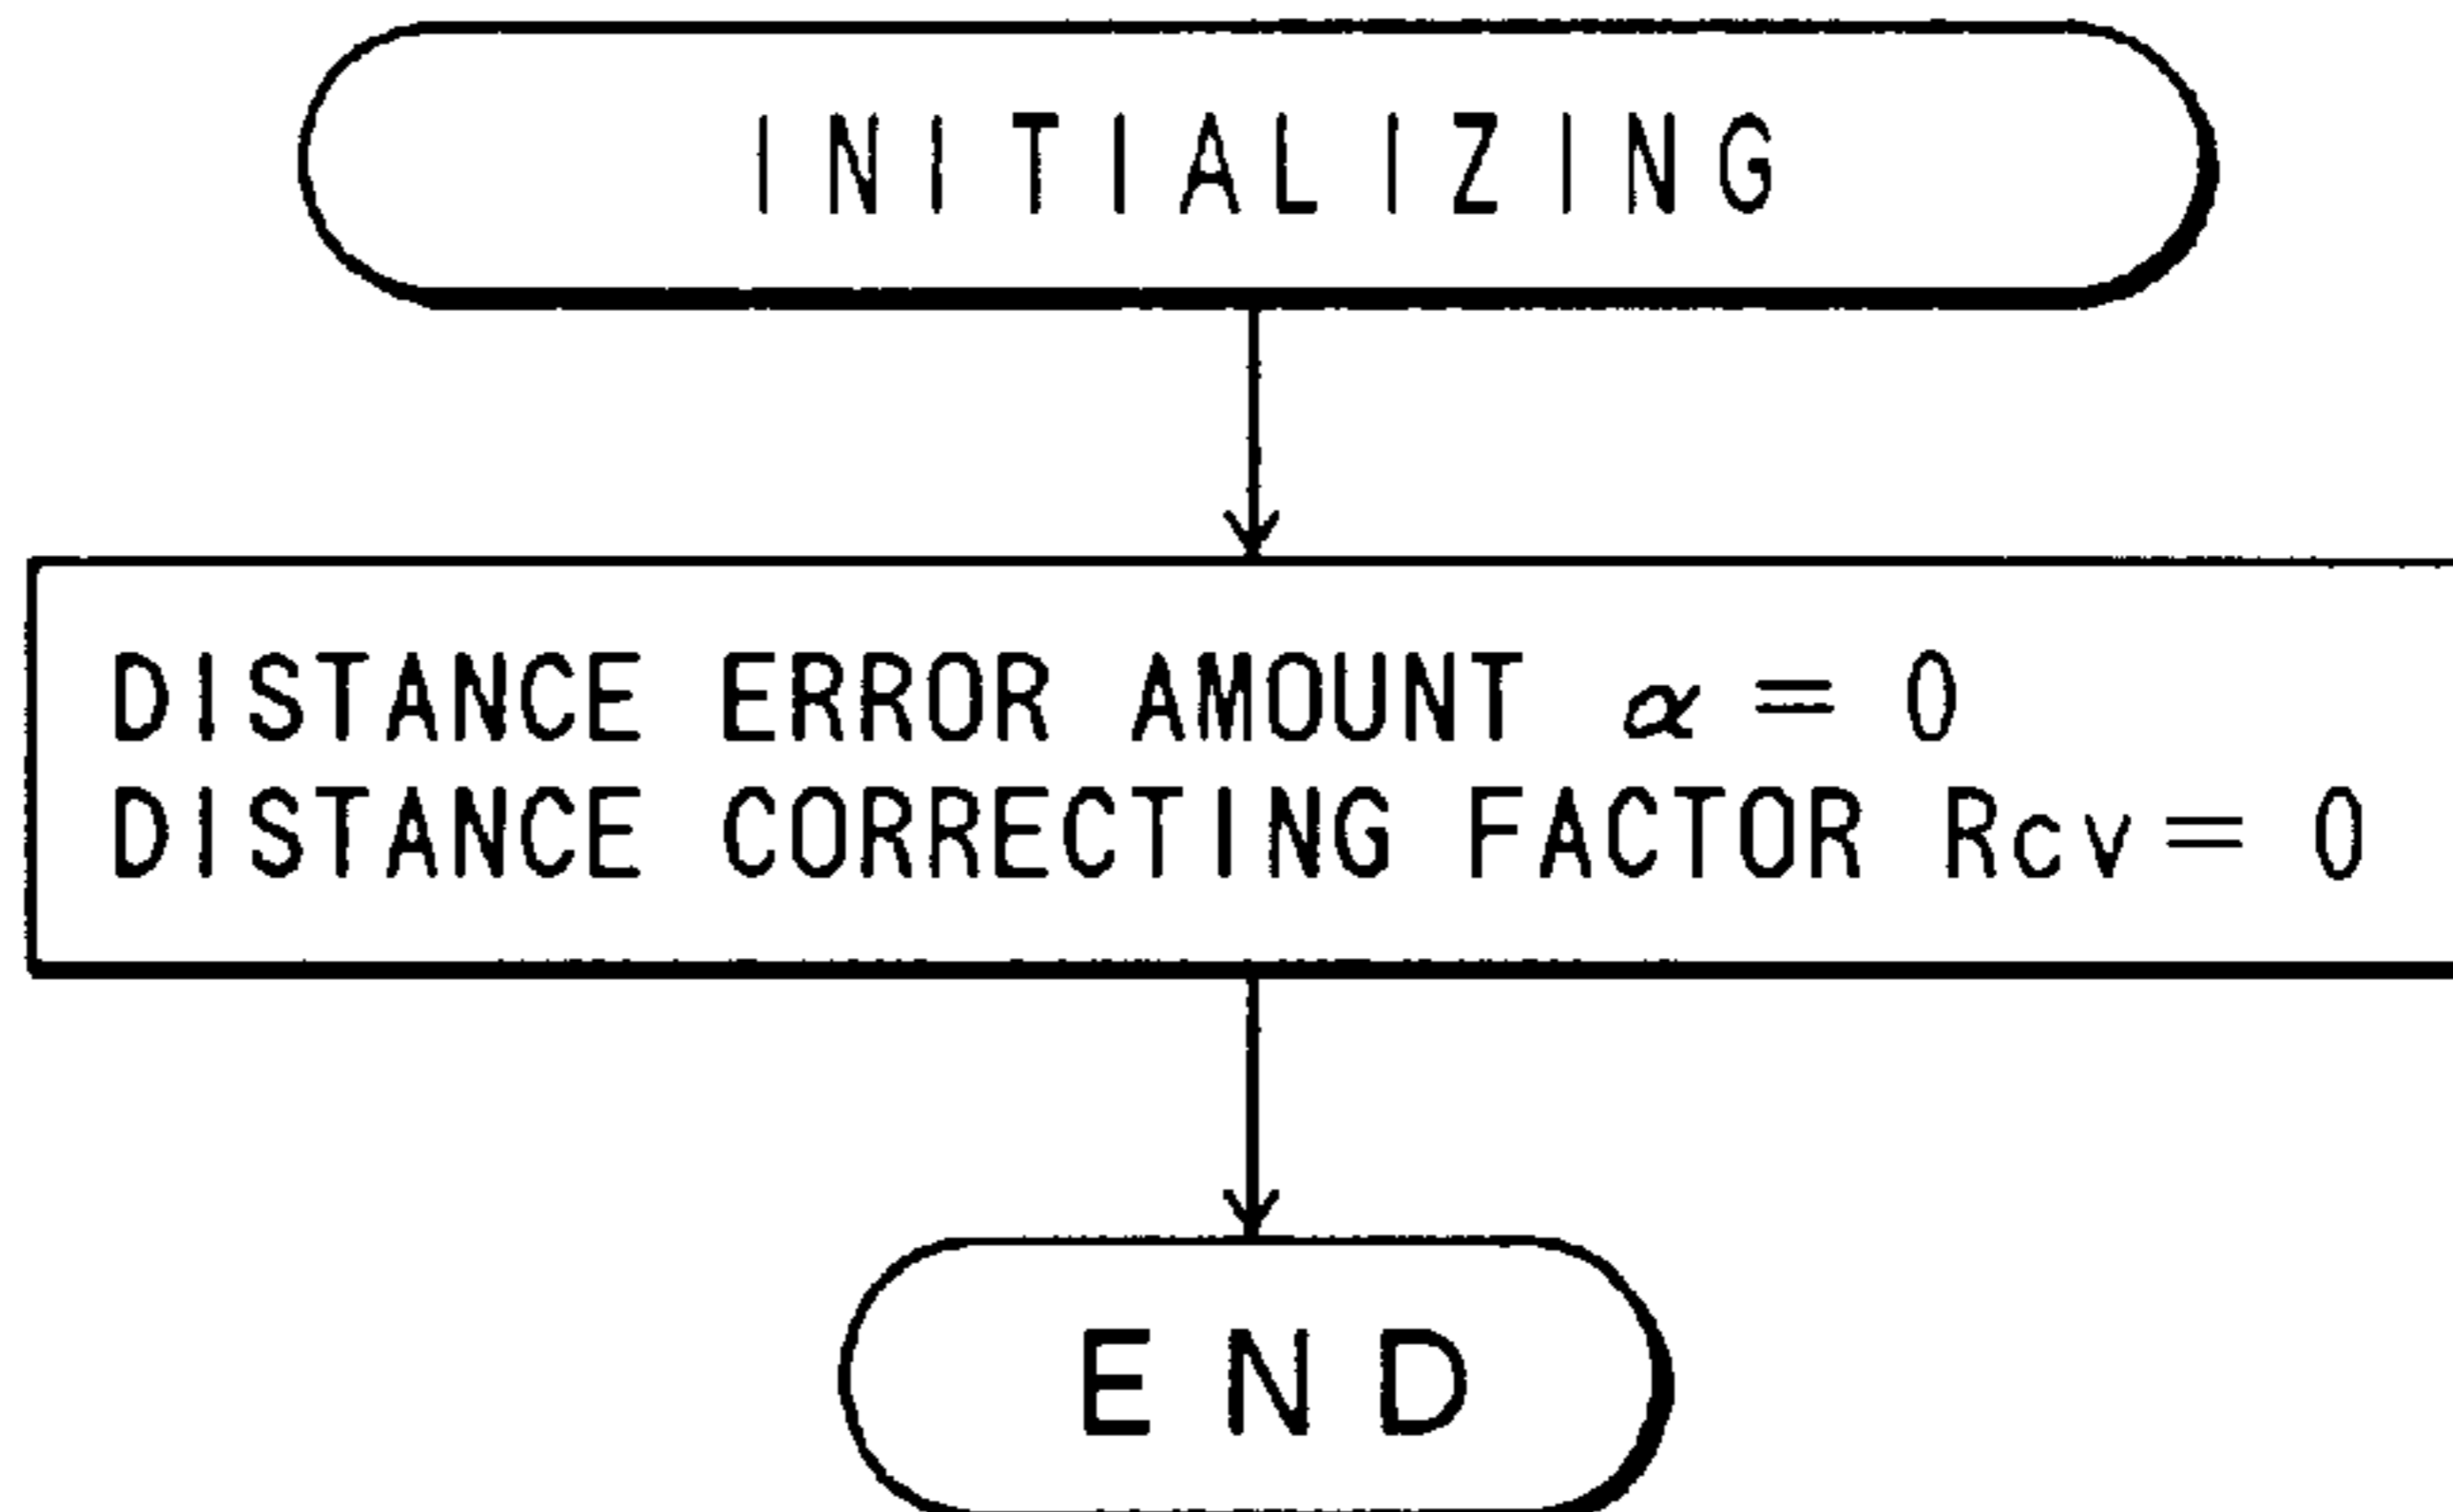 INITIALIZING
DISTANCE ERROR AMOUNT α = 0
DISTANCE CORRECTING FACTOR Rcv = 0
END